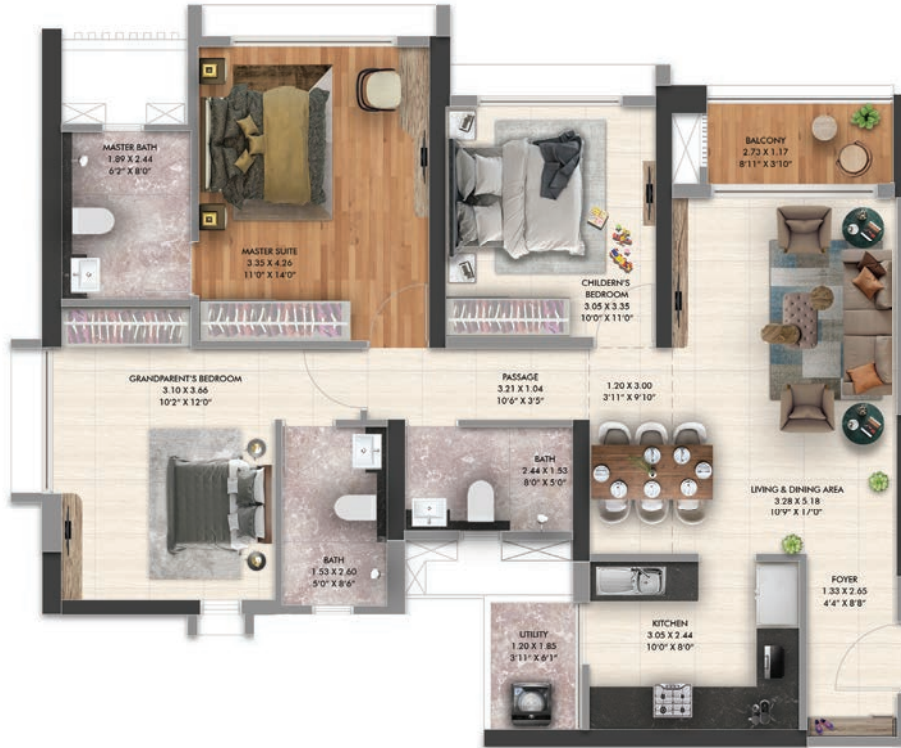 MASTER BATH
1.89 X 2.44
6'2" X 8'0"
MASTER SUITE
3.35 X 4.26
11'0" X 14'0"
CHILDERN'S
BEDROOM
3.05 X 3.35
10'0" X 11'0"
BALCONY
2.73 X 1.17
8'11" X 3'10"
GRANDPARENT'S BEDROOM
3.10 X 3.66
10'2" X 12'0"
PASSAGE
3.21 X 1.04
10'6" X 3'5"
1.20 X 3.00
3'11" X 9'10"
BATH
2.44 X 1.53
8'0" X 5'0"
LIVING & DINING AREA
3.28 X 5.18
10'9" X 17'0"
BATH
1.53 X 2.60
5'0" X 8'6"
FOYER
1.33 X 2.65
4'4" X 8'8"
UTILITY
1.20 X 1.85
3'11" X 6'1"
KITCHEN
3.05 X 2.44
10'0" X 8'0"